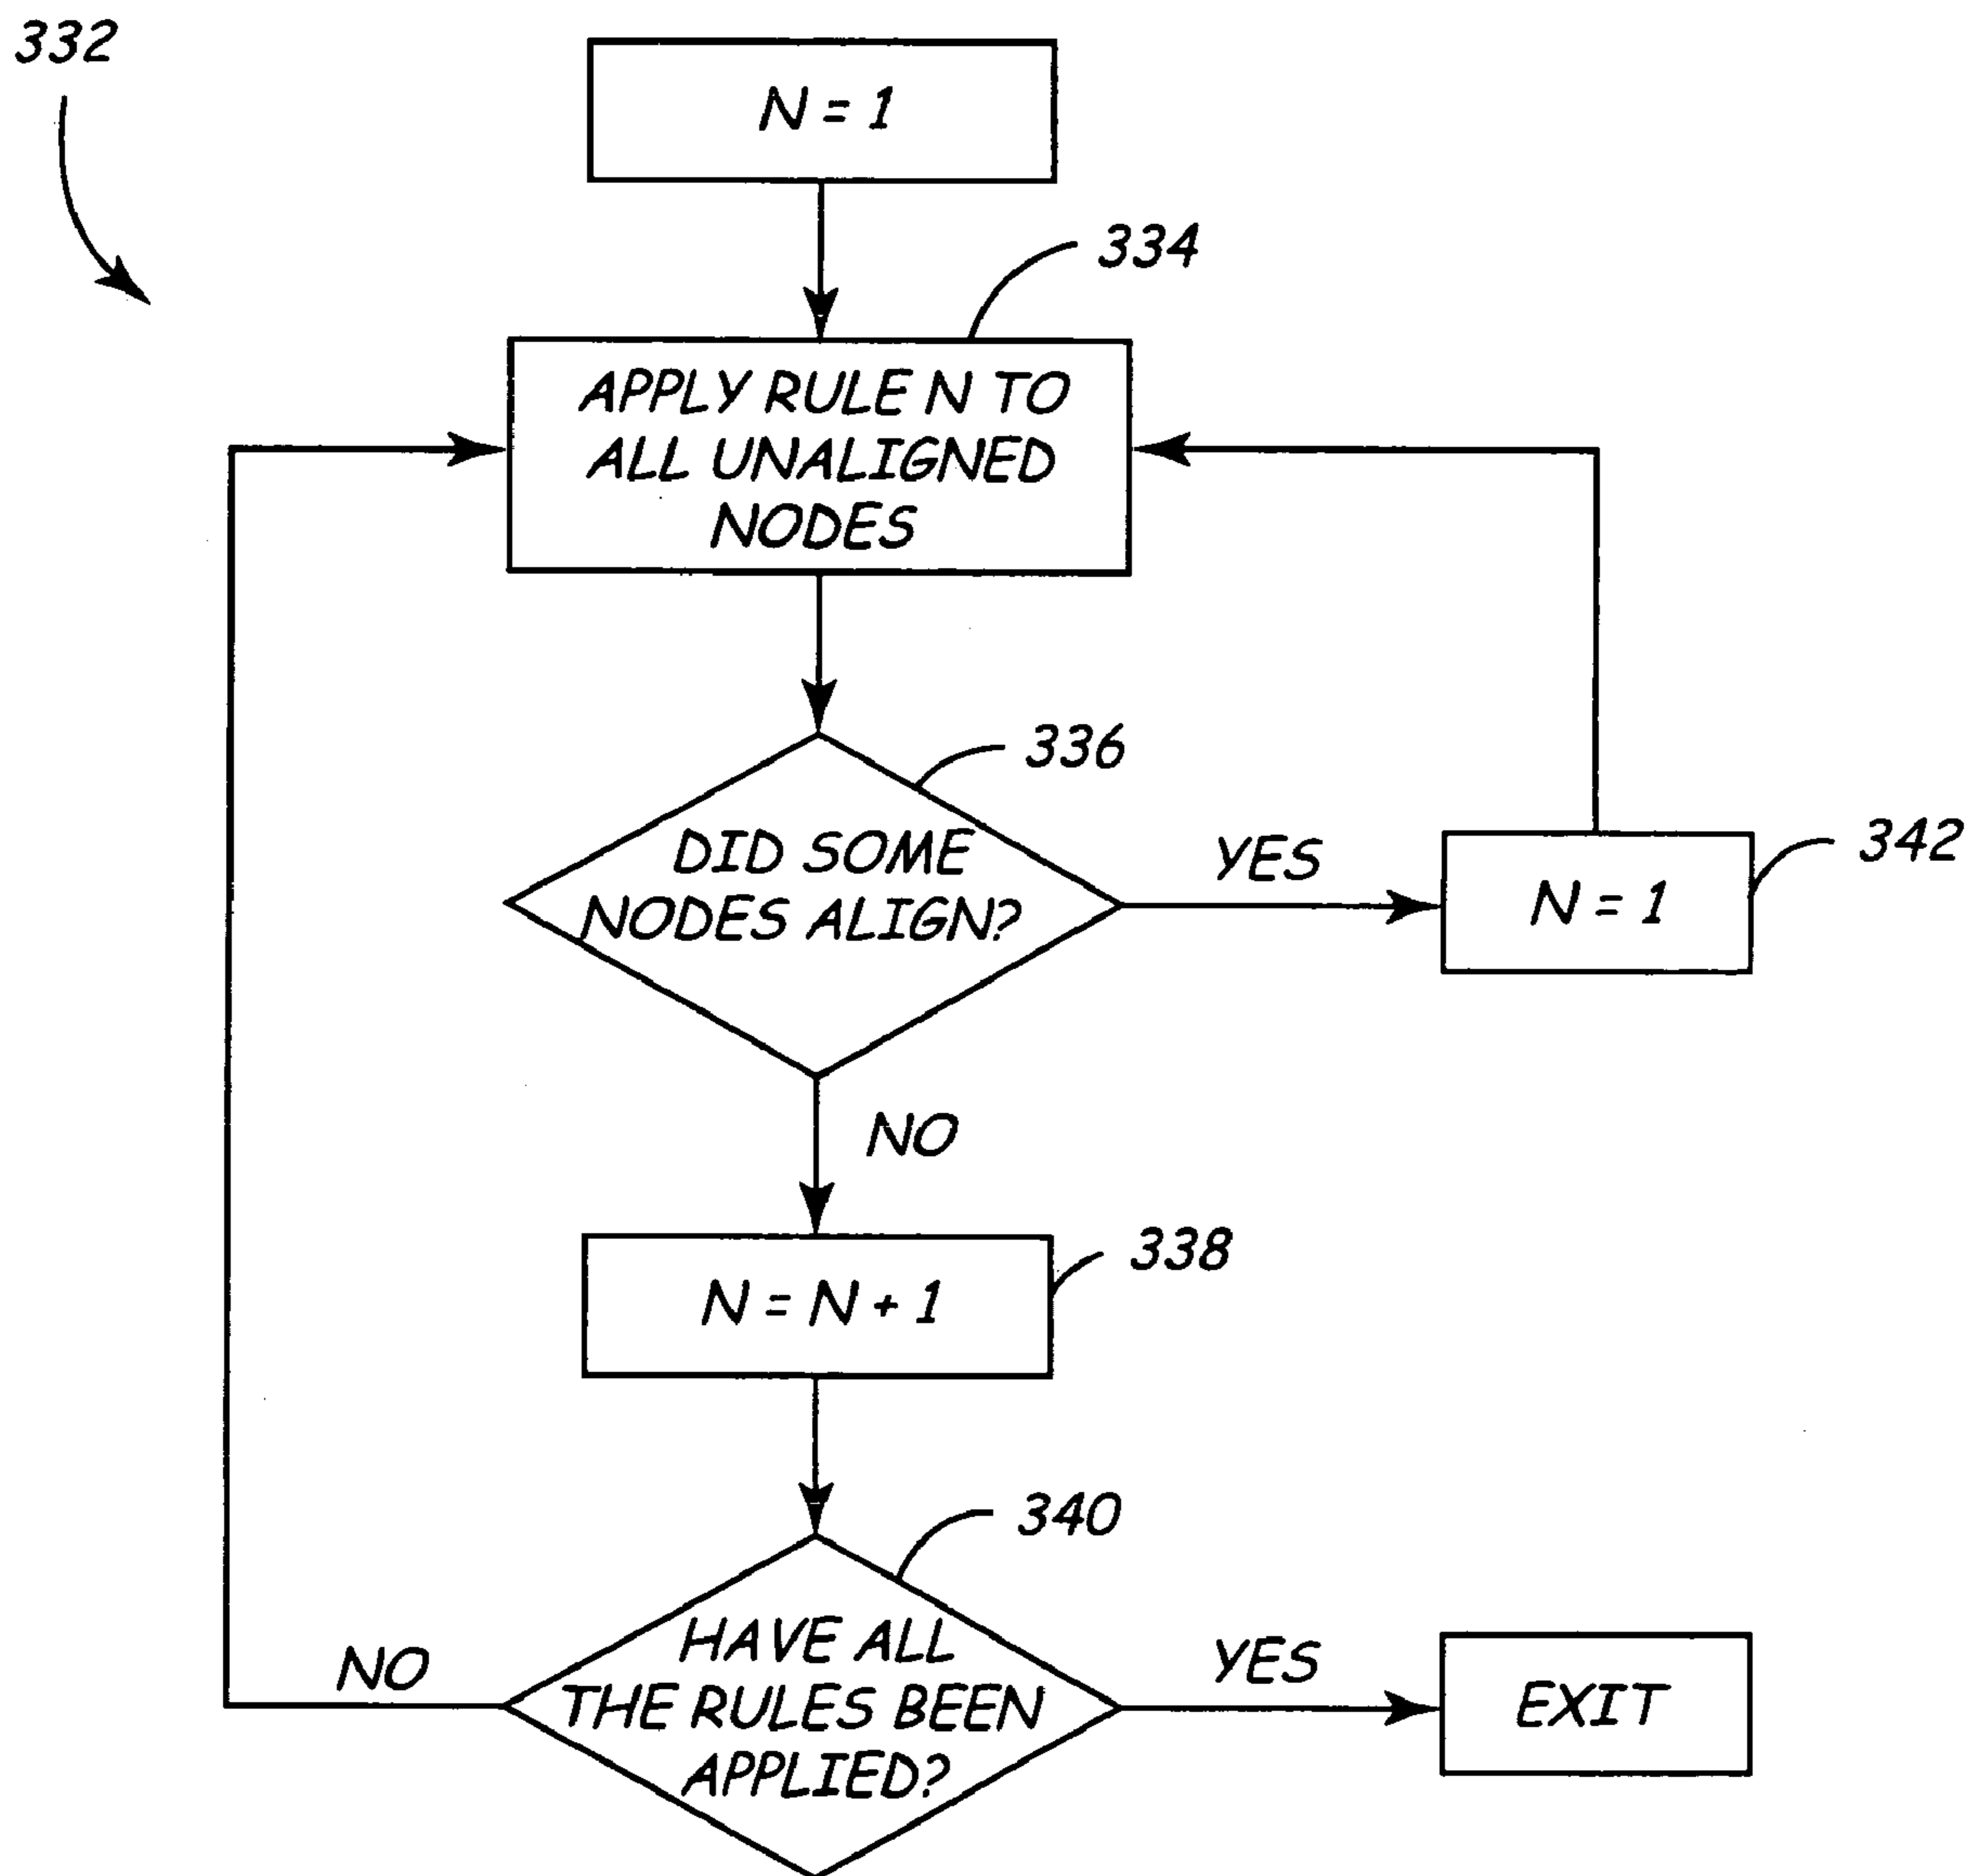 332
N = 1
334
APPLY RULE N TO
ALL UNALIGNED
NODES
336
DID SOME
NODES ALIGN?
YES
342
N = 1
NO
338
N = N + 1
340
HAVE ALL
THE RULES BEEN
APPLIED?
NO
YES
EXIT